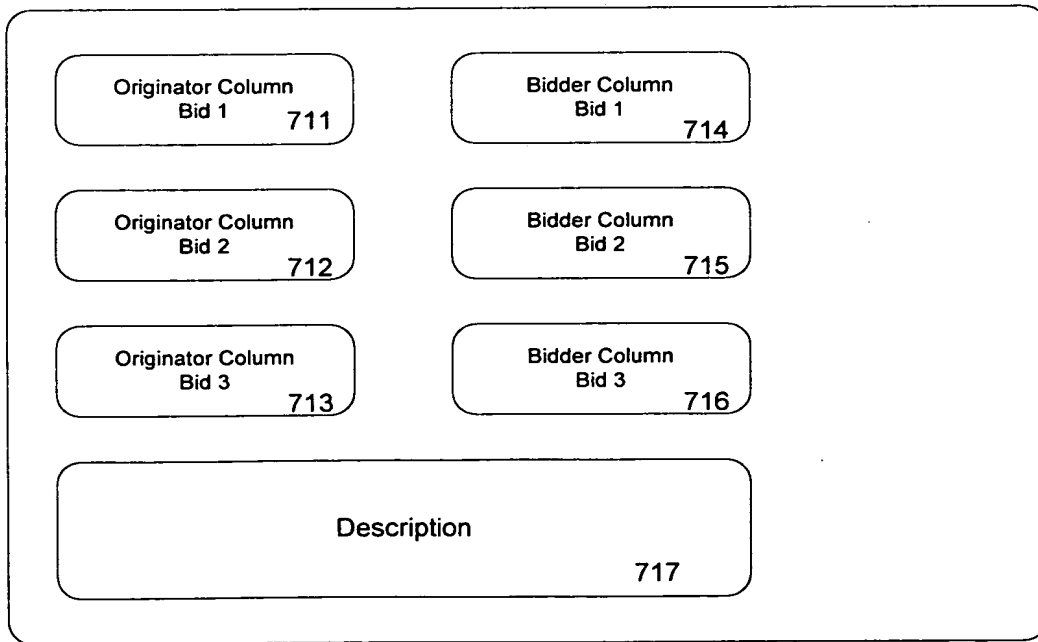 Originator Column
Bid 1
711
Bidder Column
Bid 1
714
Originator Column
Bid 2
712
Bidder Column
Bid 2
715
Originator Column
Bid 3
713
Bidder Column
Bid 3
716
Description
717